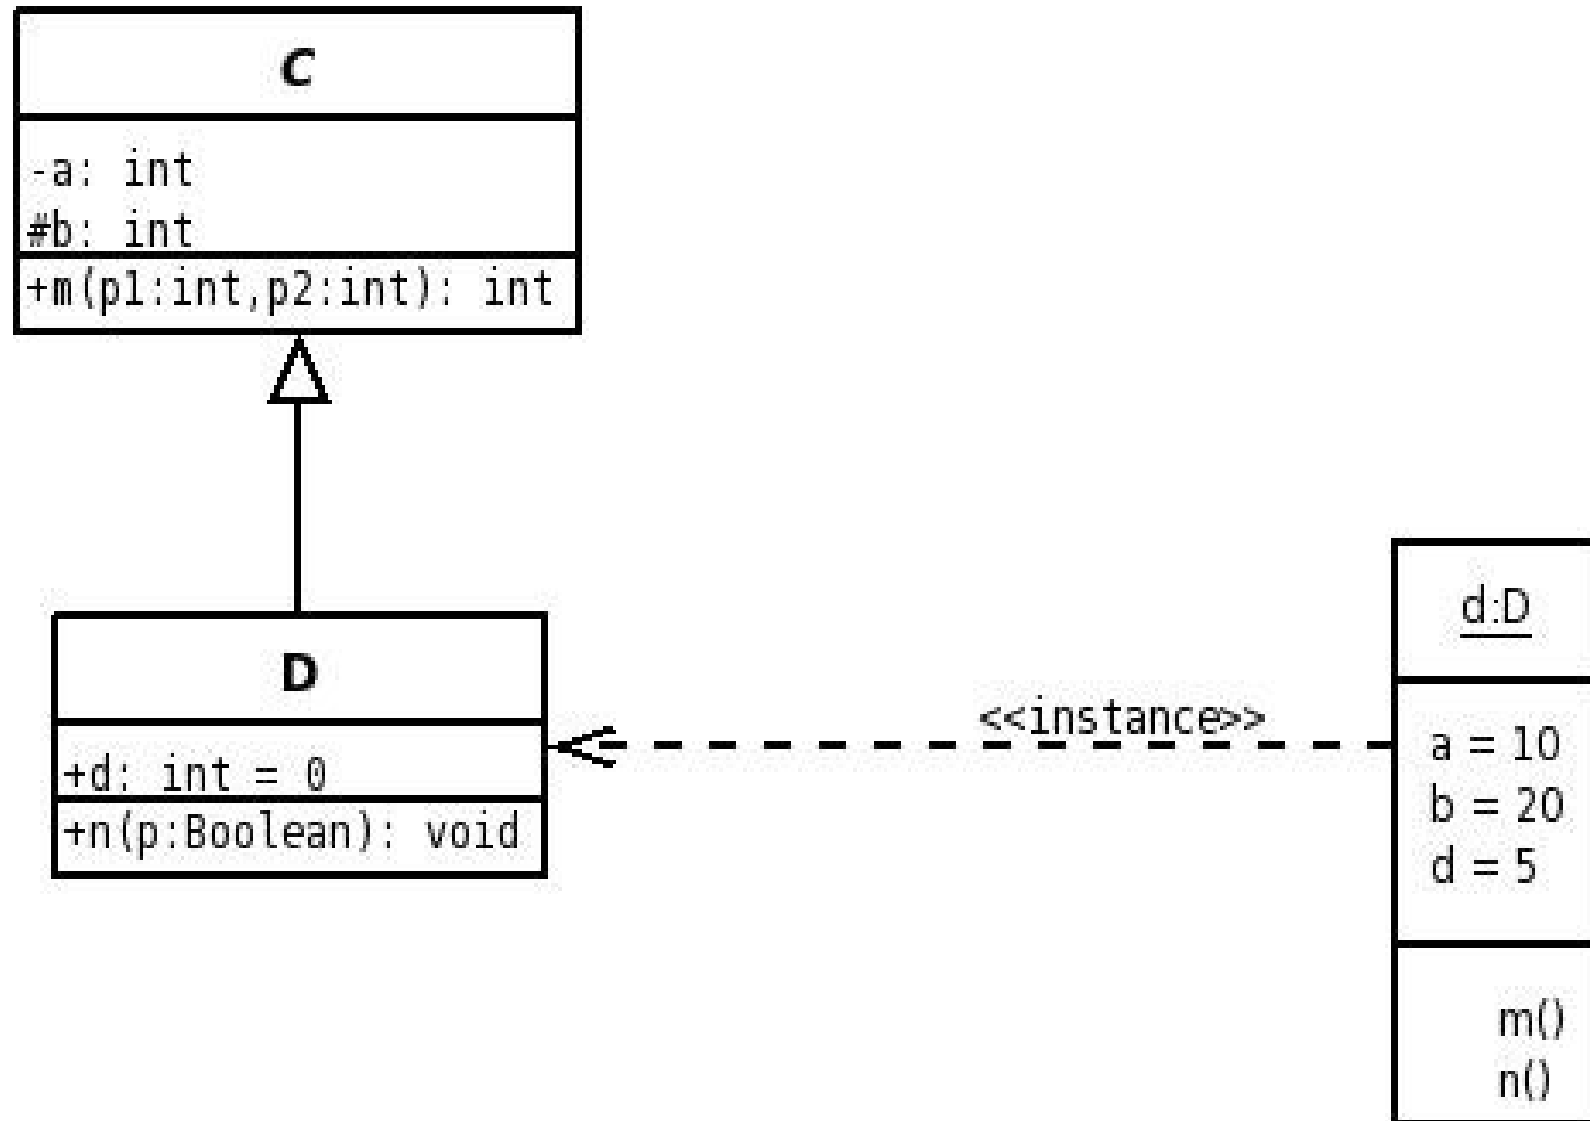 C
-a: int
#b: int
+m(p1:int,p2:int): int
D
+d: int = 0
+n(p:Boolean): void
<<instance>>
d:D
a = 10
b = 20
d = 5
m()
n()